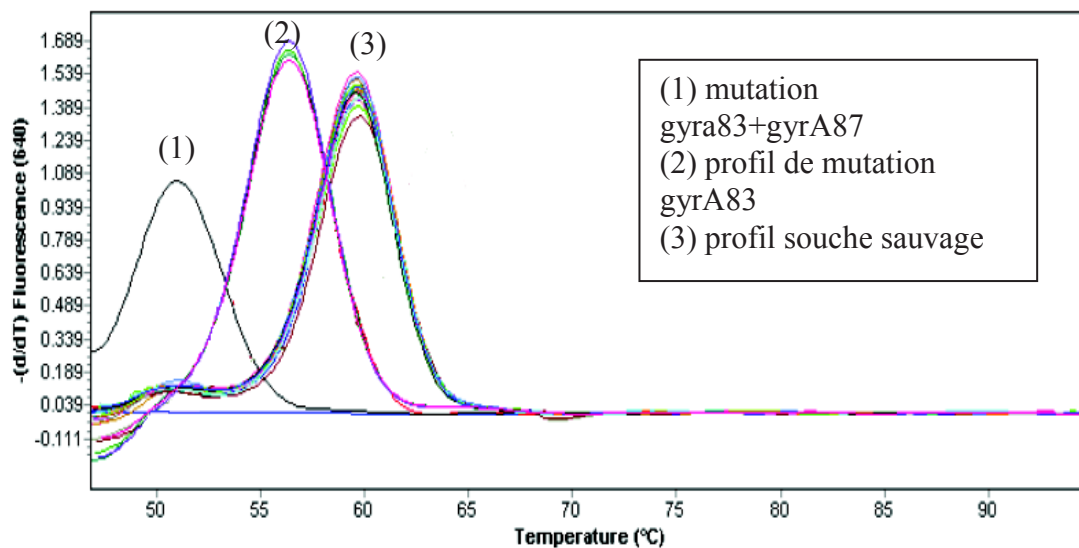 -(d/dT) Fluorescence (640)
1.689
1.539
1.389
1.239
1.089
0.939
0.789
0.639
0.489
0.339
0.189
0.039
-0.111
(1)
(2)
(3)
(1) mutation
gyra83+gyrA87
(2) profil de mutation
gyrA83
(3) profil souche sauvage
50 55 60 65 70 75 80 85 90
Temperature (ºC)